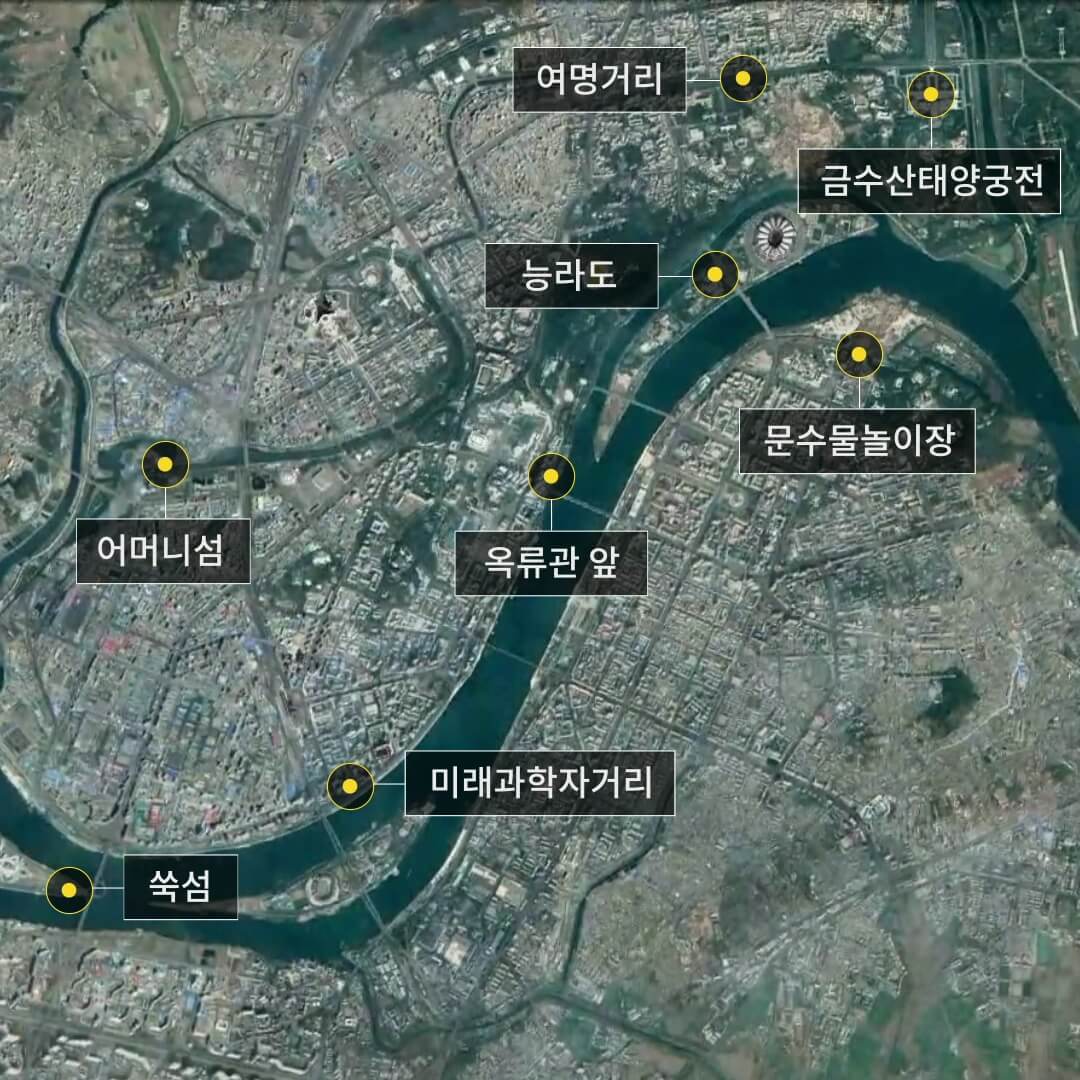 여명거리
금수산태양궁전
능라도
문수물놀이장
어머니섬
옥류관 앞
미래과학자거리
쑥섬